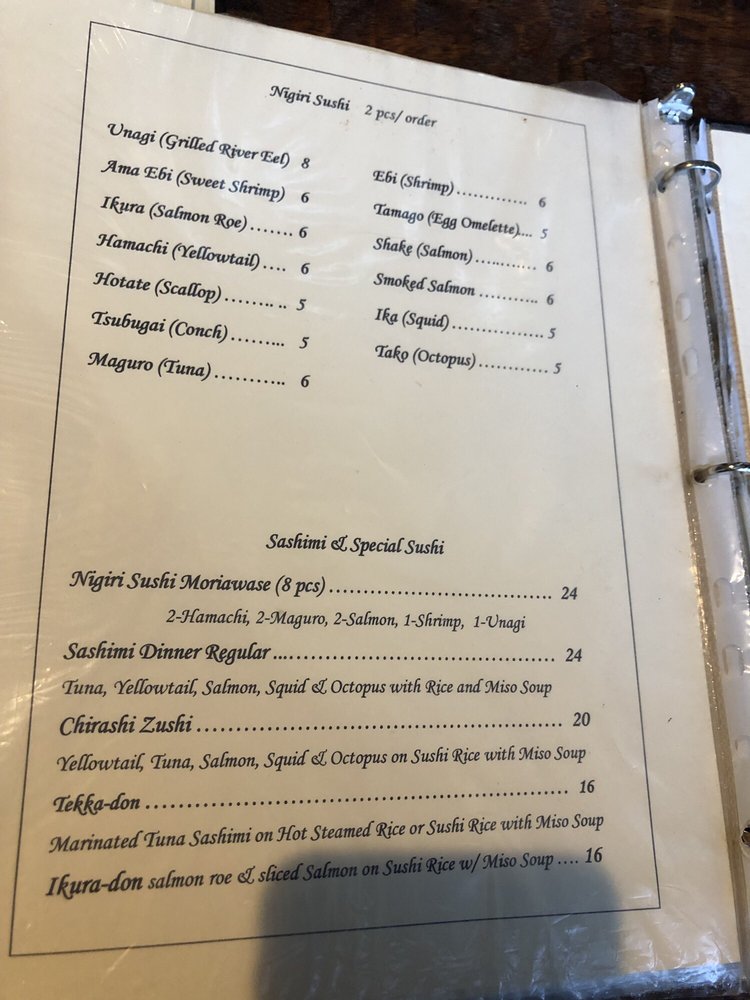 Nigiri Sushi 2 pcs/ order
Unagi (Grilled River Eel) 8
Ama Ebi (Sweet Shrimp) 6
Ikura (Salmon Roe)....... 6
Hamachi (Yellowtail).... 6
Hotate (Scallop)........ .. 5
Tsubugai (Conch)......... 5
Maguro (Tuna)........... 6
Ebi (Shrimp)............. 6
Tamago (Egg Omelette).... 5
Shake (Salmon)........... 6
Smoked Salmon........... 6
Ika (Squid)................ 5
Tako (Octopus)............ 5
Sashimi & Special Sushi
Nigiri Sushi Moriawase (8 pcs)................................. 24
2-Hamachi, 2-Maguro, 2-Salmon, 1-Shrimp, 1-Unagi
Sashimi Dinner Regular ....................................... 24
Tuna, Yellowtail, Salmon, Squid & Octopus with Rice and Miso Soup
Chirashi Zushi ................................................ 20
Yellowtail, Tuna, Salmon, Squid & Octopus on Sushi Rice with Miso Soup
Tekka-don ...................................................... 16
Marinated Tuna Sashimi on Hot Steamed Rice or Sushi Rice with Miso Soup
Ikura-don salmon roe & sliced Salmon on Sushi Rice w/ Miso Soup .... 16